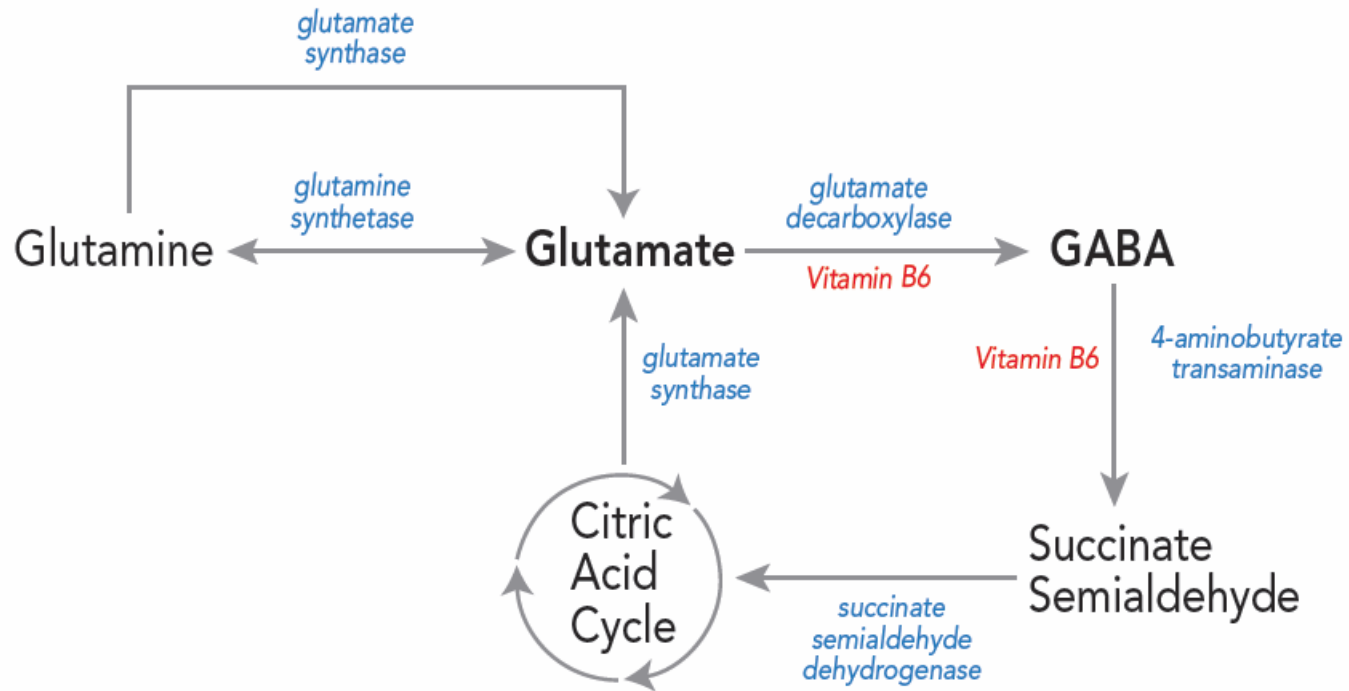 glutamate
synthase
glutamine
synthetase
glutamate
decarboxylase
Glutamine
Glutamate
GABA
Vitamin B6
glutamate
synthase
Vitamin B6
4-aminobutyrate
transaminase
Citric
Acid
Cycle
Succinate
Semialdehyde
succinate
semialdehyde
dehydrogenase